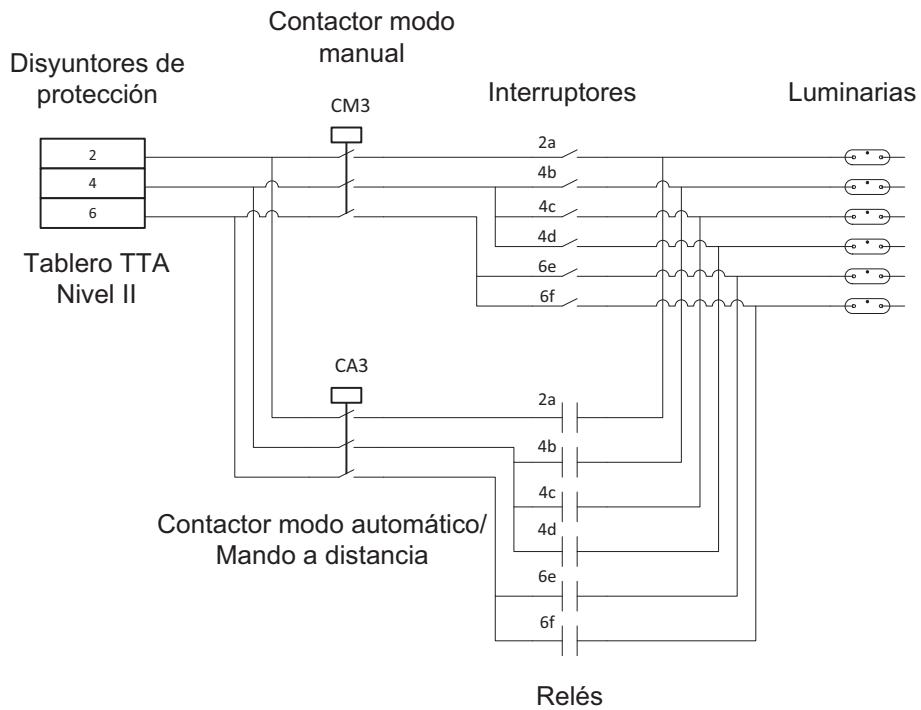 Contactor modo
manual
Disyuntores de
protección
CM3
Interruptores
Luminarias
2
4
6
2a
4b
4c
4d
6e
6f
Tablero TTA
Nivel II
CA3
2a
4b
4c
4d
6e
6f
Contactor modo automático/
Mando a distancia
Relés